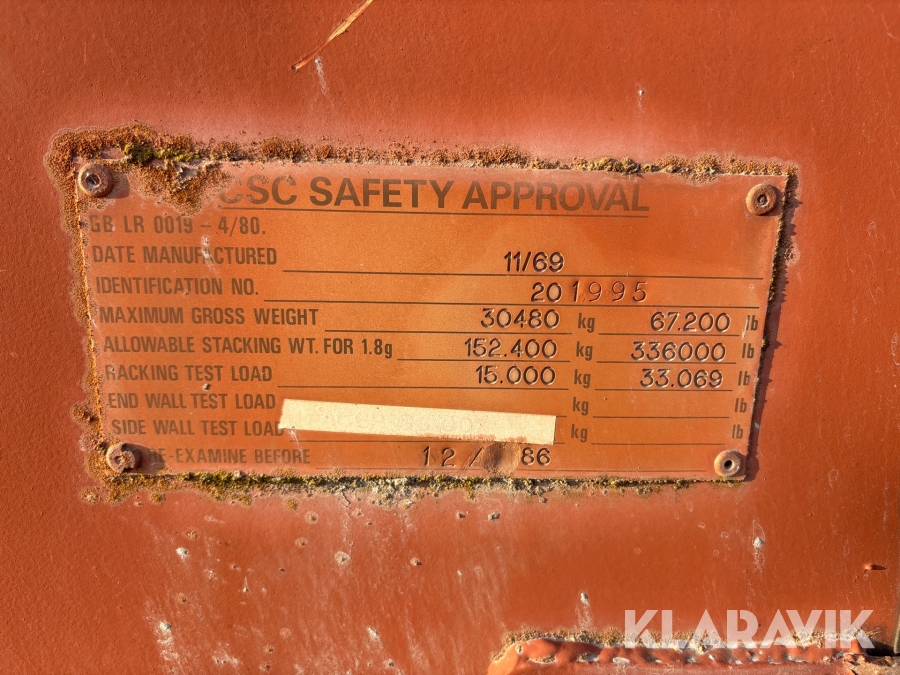 CSC SAFETY APPROVAL
GB LR 0019 - 4/80.
DATE MANUFACTURED 11/69
IDENTIFICATION NO. 201995
MAXIMUM GROSS WEIGHT 30480 kg 67.200 lb
ALLOWABLE STACKING WT. FOR 1.8g 152.400 kg 336000 lb
RACKING TEST LOAD 15.000 kg 33.069 lb
END WALL TEST LOAD kg lb
SIDE WALL TEST LOAD kg lb
RE-EXAMINE BEFORE 12/ 86
KLARAVIK